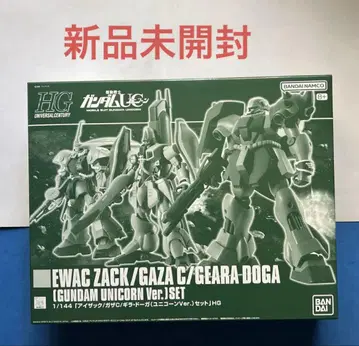 新品未開封
HG
UNIVERSAL CENTURY
機動戦士
ガンダムUC
MOBILE SUIT GUNDAM UNICORN
BANDAI NAMCO
EWAC ZACK/GAZA C/GEARA DOGA
(GUNDAM UNICORN Ver.) SET
1/144「アイザック/ガザC/ギラ・ドーガ(ユニコーンVer.)セット」HG
BAN
DAI